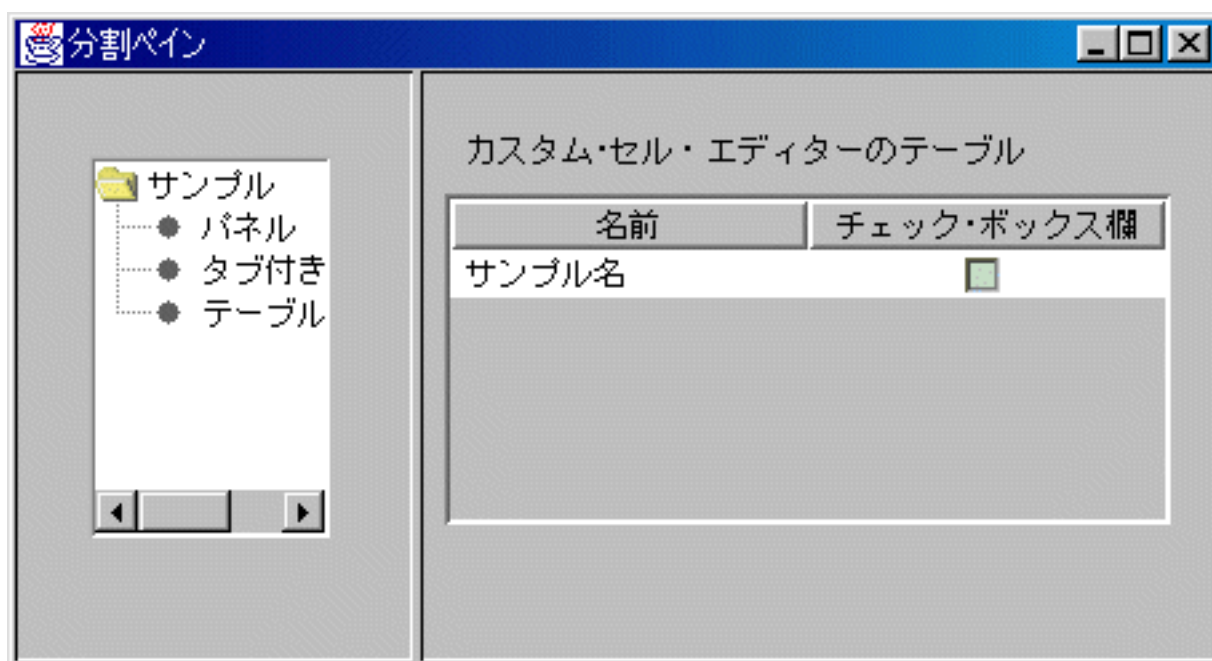 分割ペイン
サンプル
パネル
タブ付き
テーブル
カスタム・セル・エディターのテーブル
名前 チェック・ボックス欄
サンプル名